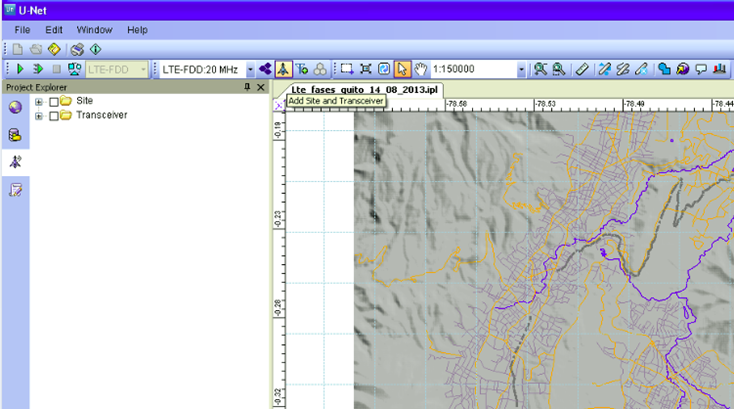 U-Net
File Edit Window Help
LTE-FDD LTE-FDD:20 MHz 1:150000
Project Explorer
Lte_fases_quito_14_08_2013.ipl
Add Site and Transceiver
Site
Transceiver
-78.58 -78.53 -78.49 -78.44
-0.19
-0.23
-0.28
-0.32